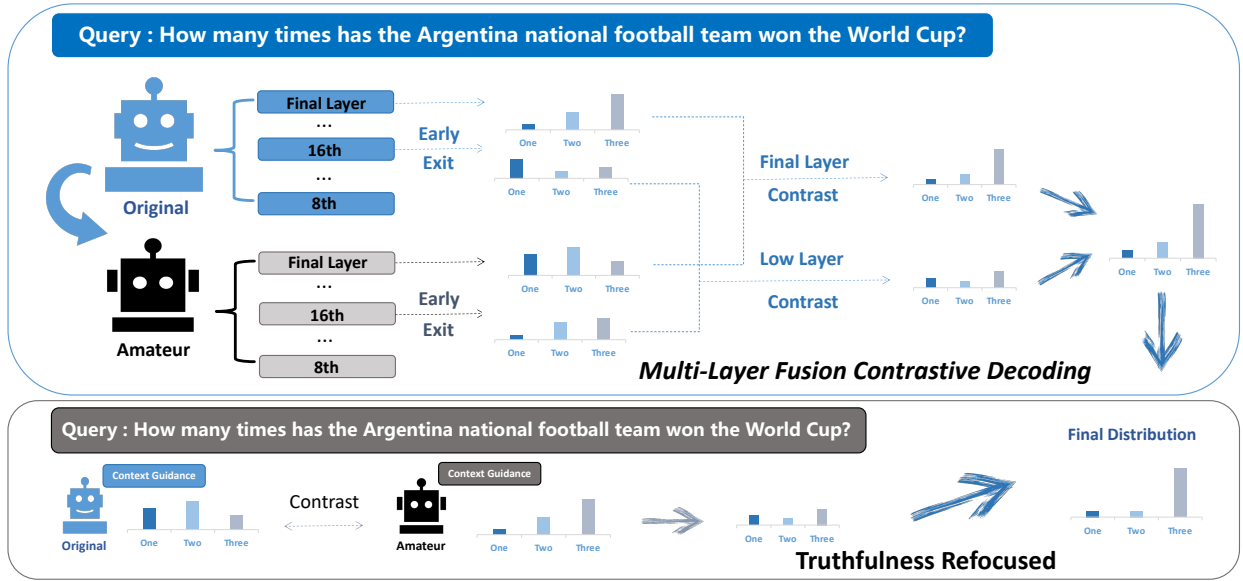 Query : How many times has the Argentina national football team won the World Cup?
Final Layer
...
16th
...
8th
Original
Early
Exit
One Two Three
One Two Three
Final Layer
...
16th
...
8th
Amateur
Early
Exit
One Two Three
One Two Three
Final Layer
Contrast
Low Layer
Contrast
One Two Three
One Two Three
One Two Three
Multi-Layer Fusion Contrastive Decoding
Query : How many times has the Argentina national football team won the World Cup?
Context Guidance
Original
One Two Three
Contrast
Context Guidance
Amateur
One Two Three
One Two Three
Truthfulness Refocused
Final Distribution
One Two Three